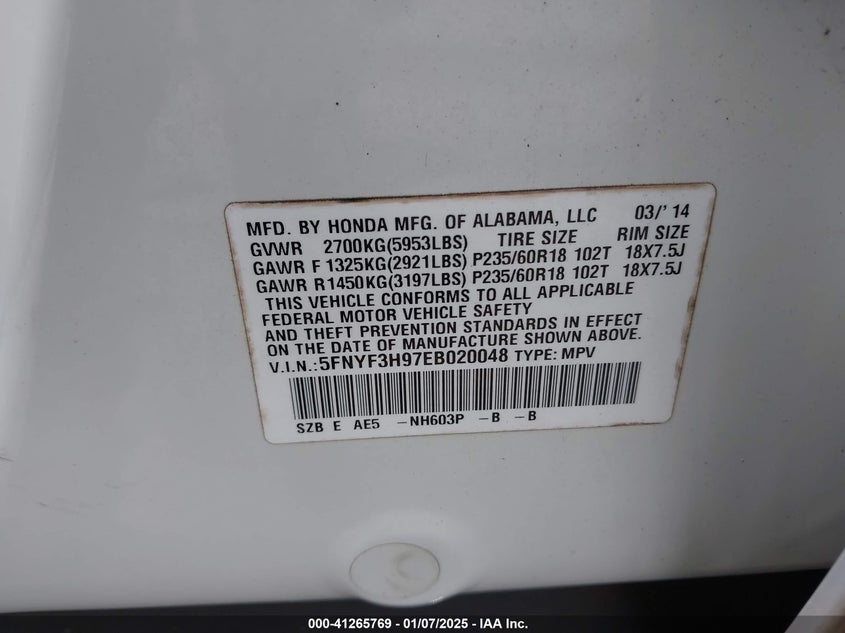 MFD. BY HONDA MFG. OF ALABAMA, LLC 03/' 14
GVWR 2700KG(5953LBS) TIRE SIZE RIM SIZE
GAWR F 1325KG(2921LBS) P235/60R18 102T 18X7.5J
GAWR R1450KG(3197LBS) P235/60R18 102T 18X7.5J
THIS VEHICLE CONFORMS TO ALL APPLICABLE
FEDERAL MOTOR VEHICLE SAFETY
AND THEFT PREVENTION STANDARDS IN EFFECT
ON THE DATE OF MANUFACTURE SHOWN ABOVE.
V.I.N.:5FNYF3H97EB020048 TYPE: MPV
SZB E AE5 -NH603P -B -B
000-41265769 - 01/07/2025 - IAA Inc.